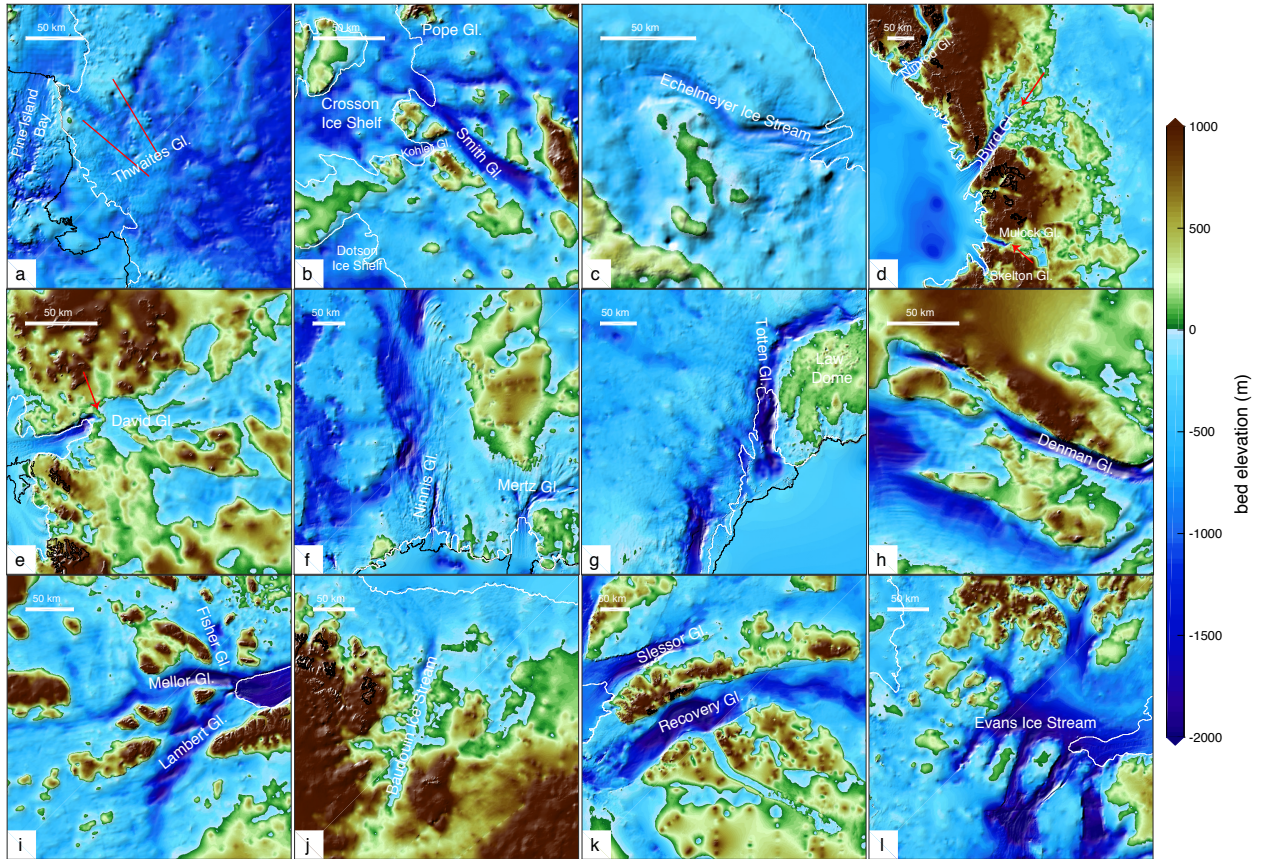 50 km
Pine Island
Bay
Thwaites Gl.
a
50 km
Pope Gl.
Crosson
Ice Shelf
Kohler Gl.
Smith Gl.
Dotson
Ice Shelf
b
50 km
Echelmeyer Ice Stream
c
50 km
Nimrod Gl.
Byrd Gl.
Mulock Gl.
Skelton Gl.
d
50 km
David Gl.
e
50 km
Ninnis Gl.
Mertz Gl.
f
50 km
Totten Gl.
Law
Dome
g
50 km
Denman Gl.
h
50 km
Fisher Gl.
Mellor Gl.
Lambert Gl.
i
50 km
Baudouin Ice Stream
j
50 km
Slessor Gl.
Recovery Gl.
k
50 km
Evans Ice Stream
l
1000
500
0
-500
-1000
-1500
-2000
bed elevation (m)